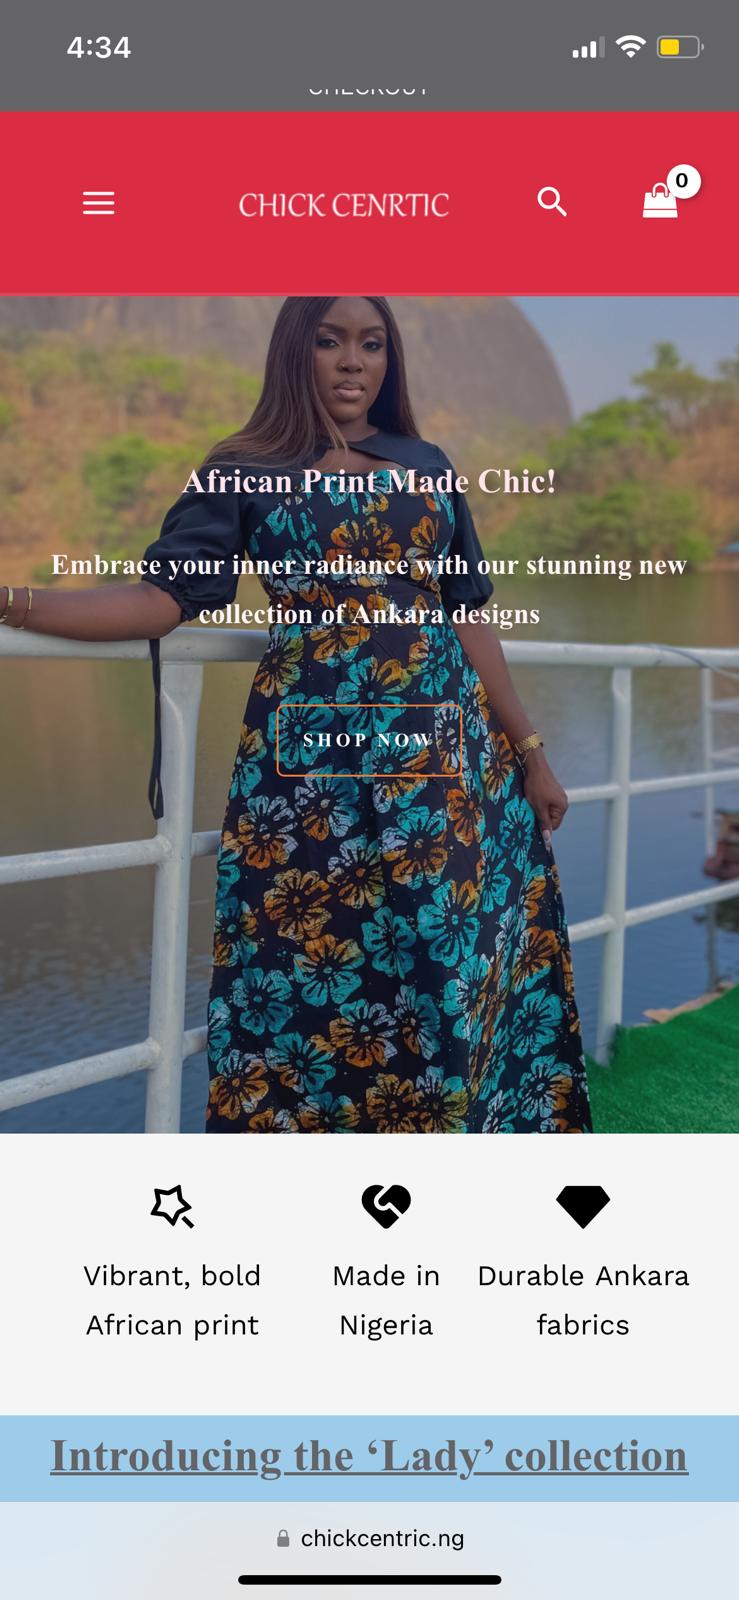 4:34
CHECKOUT
CHICK CENRTIC
0
African Print Made Chic!
Embrace your inner radiance with our stunning new
collection of Ankara designs
SHOP NOW
Vibrant, bold
African print
Made in
Nigeria
Durable Ankara
fabrics
Introducing the ‘Lady’ collection
chickcentric.ng